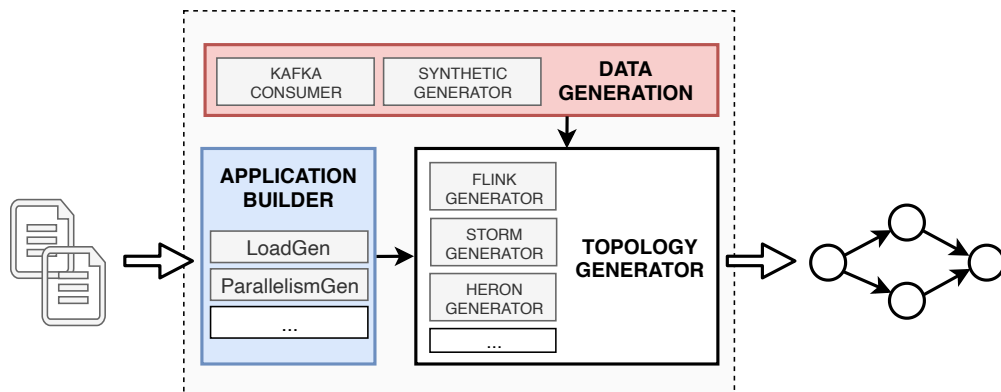 KAFKA
CONSUMER
SYNTHETIC
GENERATOR
DATA
GENERATION
APPLICATION
BUILDER
LoadGen
ParallelismGen
...
FLINK
GENERATOR
STORM
GENERATOR
HERON
GENERATOR
...
TOPOLOGY
GENERATOR